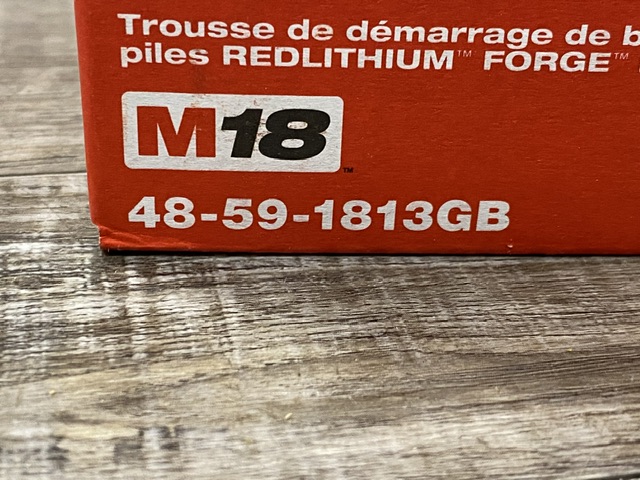 Trousse de démarrage de
piles REDLITHIUM™ FORGE™
M18™
48-59-1813GB